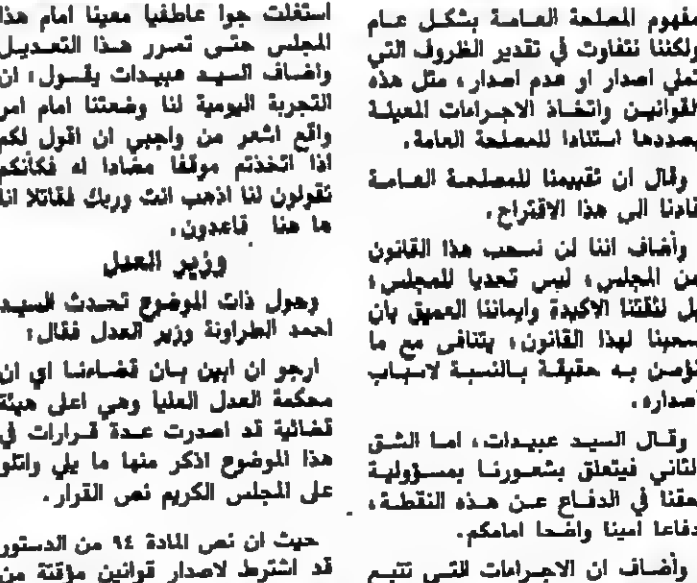 مفهوم المصلحة العامة بشكل عام
ولكننا نتفاوت في تقدير الظروف التي
تملي اصدار او عدم اصدار، مثل هذه
القوانين واتخاذ الاجراءات المعينة
بصددها استنادا للمصلحة العامة.
وقال ان تقييمنا للمصلحة العامة
قادنا الى هذا الاقتراح.
وأضاف اننا لن نسحب هذا القانون
من المجلس، ليس تحديا للمجلس،
بل لثقتنا الاكيدة وايماننا العميق بان
سحبنا لهذا القانون، يتنافى مع ما
نؤمن به حقيقة بالنسبة لاسباب
اصداره.
وقال السيد عبيدات، اما الشق
الثاني فيتعلق بشعورنا بمسؤولية
حقنا في الدفاع عن هذه النقطة،
دفاعا امينا واضحا امامكم.
وأضاف ان الاجراءات التي تتبع
استغلت جوا عاطفيا معينا امام هذا
المجلس حتى تمرر هذا التعديل
واضاف السيد عبيدات يقول، ان
التجربة اليومية لنا وضعتنا امام امر
واقع اشعر من واجبي ان اقول لكم
اذا اتخذتم موقفا مضادا له فكأنكم
تقولون لنا اذهب انت وربك فقاتلا انا
ها هنا قاعدون.
وزير العدل
وحول ذات الموضوع تحدث السيد
احمد الطراونة وزير العدل فقال:
ارجو ان ابين بان قضاءنا اي ان
محكمة العدل العليا وهي اعلى هيئة
قضائية قد اصدرت عدة قرارات في
هذا الموضوع اذكر منها ما يلي واتلو
على المجلس الكريم نص القرار.
حيث ان نص المادة ٩٤ من الدستور
قد اشترط لاصدار قوانين مؤقتة من